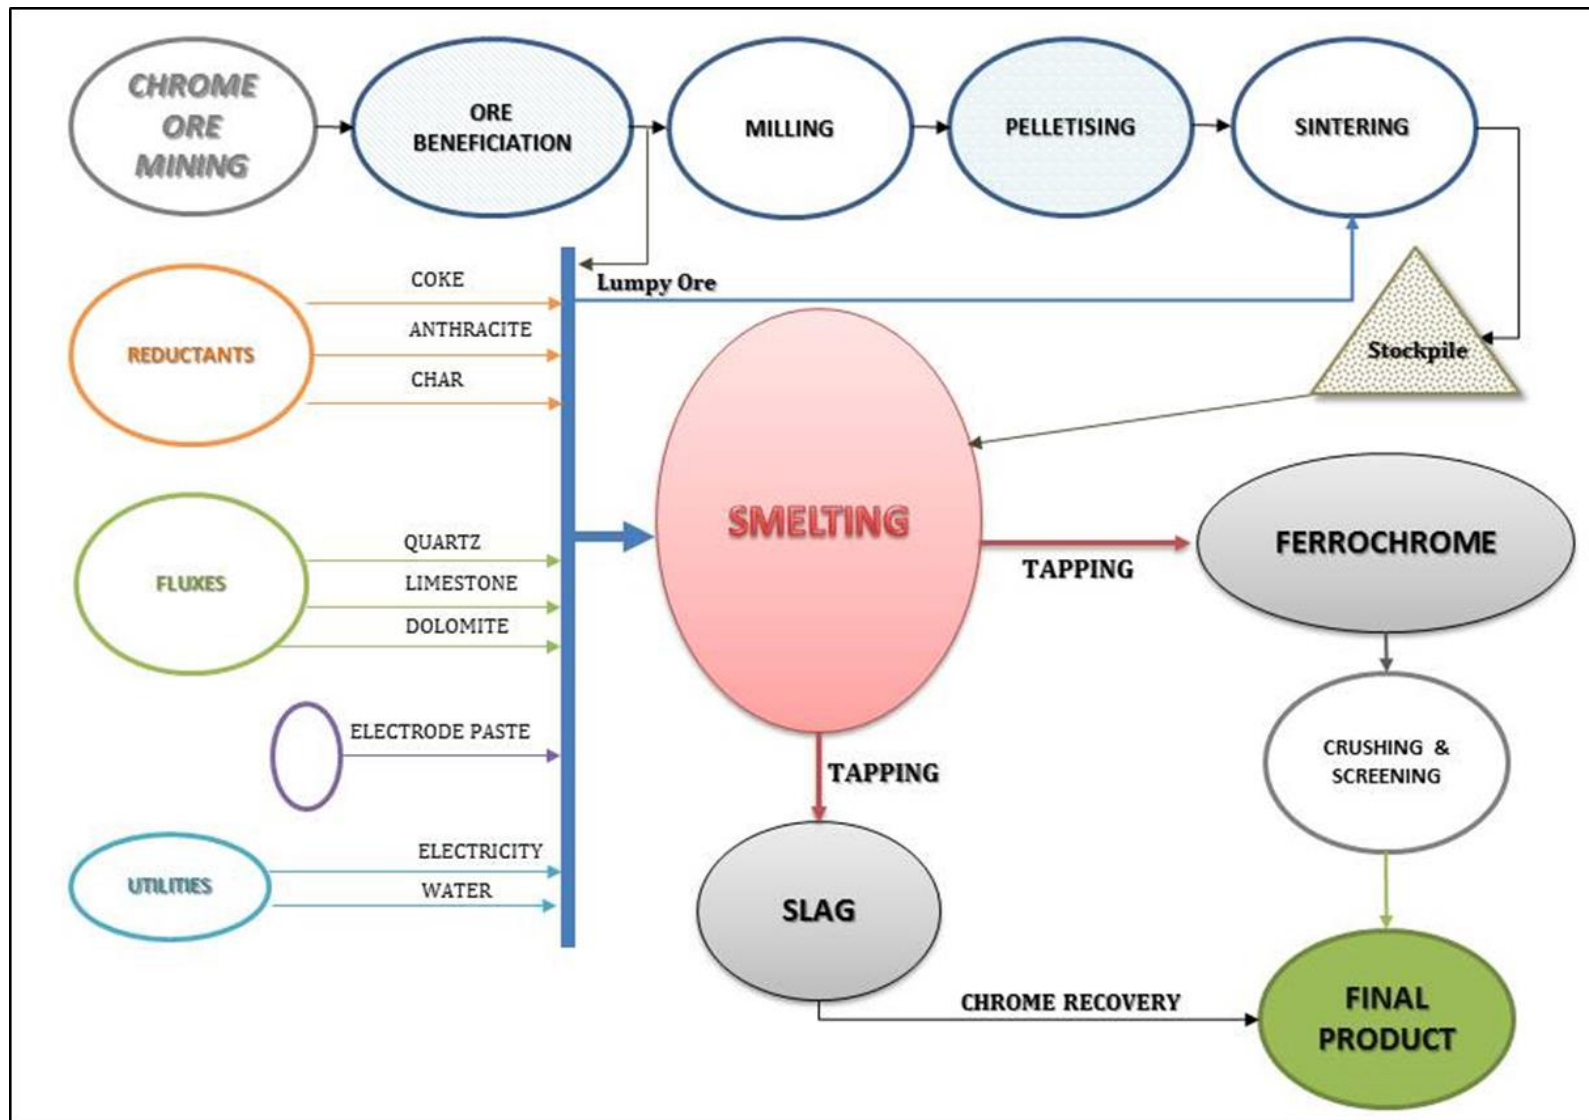 CHROME
ORE
MINING
ORE
BENEFICIATION
MILLING
PELLETISING
SINTERING
Lumpy Ore
Stockpile
REDUCTANTS
COKE
ANTHRACITE
CHAR
FLUXES
QUARTZ
LIMESTONE
DOLOMITE
ELECTRODE PASTE
UTILITIES
ELECTRICITY
WATER
SMELTING
TAPPING
FERROCHROME
CRUSHING & 
SCREENING
TAPPING
SLAG
CHROME RECOVERY
FINAL
PRODUCT